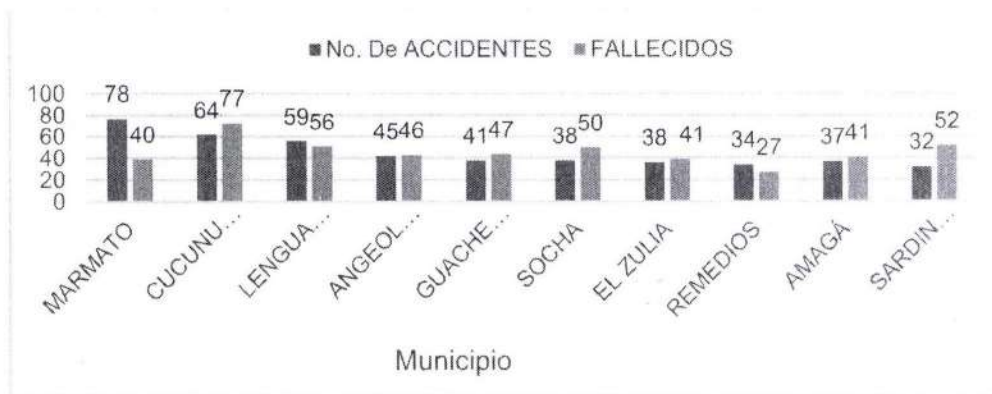 No. De ACCIDENTES FALLECIDOS
100
80
60
40
20
0
78 40 64 77 59 56 45 46 41 47 38 50 38 41 34 27 37 41 32 52
MARMATO
CUCUNU...
LENGUA...
ANGEOL...
GUACHE...
SOCHA
EL ZULIA
REMEDIOS
AMAGÁ
SARDIN...
Municipio